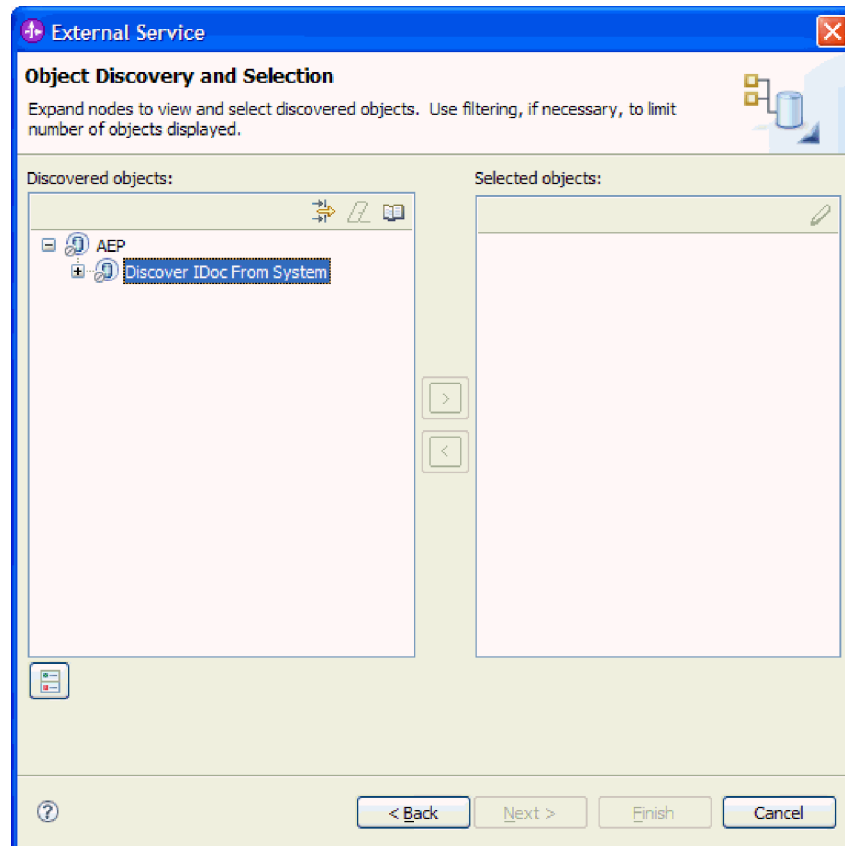 External Service
Object Discovery and Selection
Expand nodes to view and select discovered objects. Use filtering, if necessary, to limit
number of objects displayed.
Discovered objects:
Selected objects:
AEP
Discover IDoc From System
< Back
Next >
Finish
Cancel